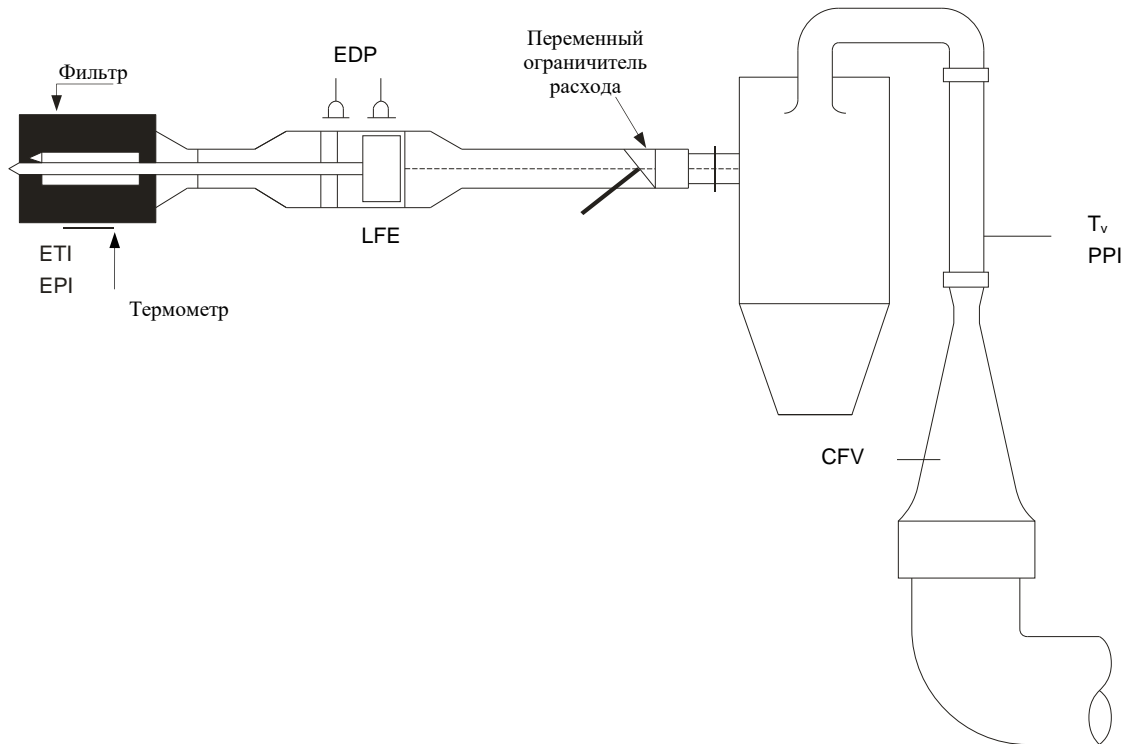 Фильтр
EDP
Переменный
ограничитель
расхода
LFE
ETI
EPI
Термометр
Tv
PPI
CFV